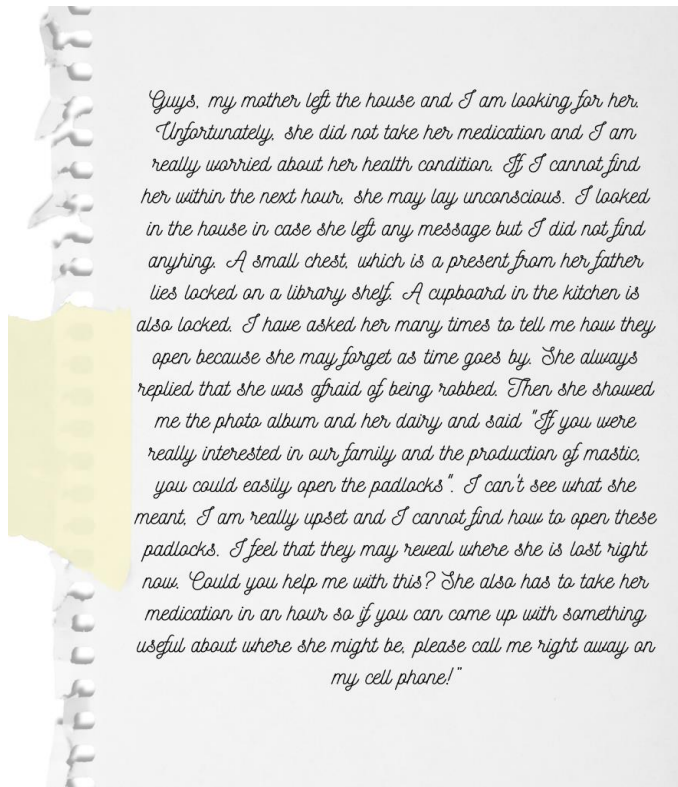 Guys, my mother left the house and I am looking for her.
Unfortunately, she did not take her medication and I am
really worried about her health condition. If I cannot find
her within the next hour, she may lay unconscious. I looked
in the house in case she left any message but I did not find
anyhing. A small chest, which is a present from her father
lies locked on a library shelf. A cupboard in the kitchen is
also locked. I have asked her many times to tell me how they
open because she may forget as time goes by. She always
replied that she was afraid of being robbed. Then she showed
me the photo album and her dairy and said "If you were
really interested in our family and the production of mastic,
you could easily open the padlocks". I can't see what she
meant, I am really upset and I cannot find how to open these
padlocks. I feel that they may reveal where she is lost right
now. Could you help me with this? She also has to take her
medication in an hour so if you can come up with something
useful about where she might be, please call me right away on
my cell phone!"